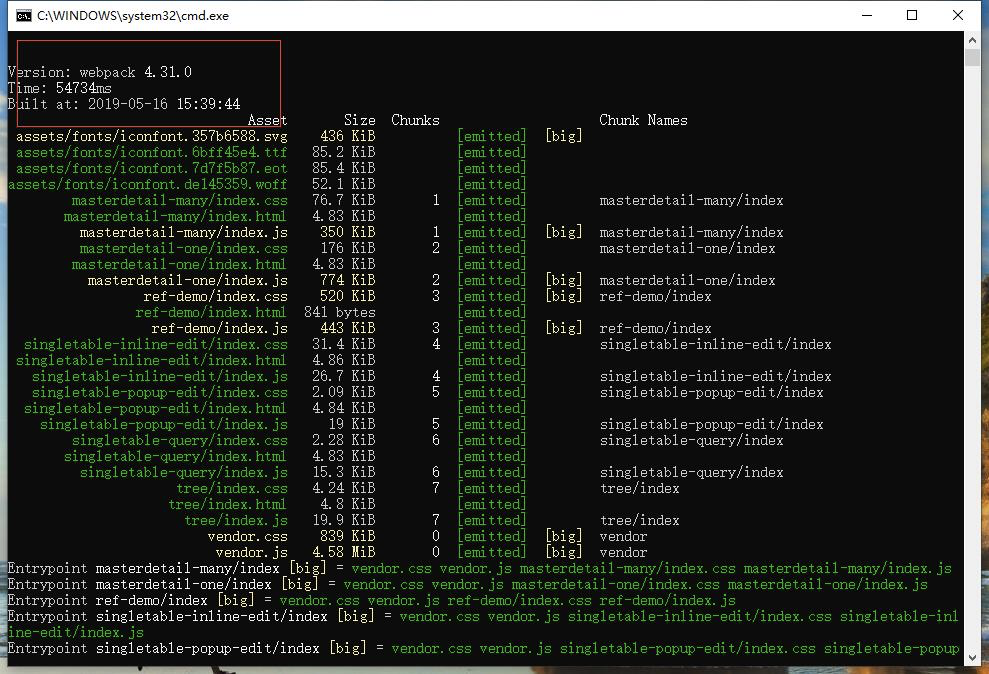 C:\WINDOWS\system32\cmd.exe
Version: webpack 4.31.0
Time: 54734ms
Built at: 2019-05-16 15:39:44
Asset Size Chunks Chunk Names
assets/fonts/iconfont.357b6588.svg 436 KiB [emitted] [big]
assets/fonts/iconfont.6bff45e4.ttf 85.2 KiB [emitted]
assets/fonts/iconfont.7d7f5b87.eot 85.4 KiB [emitted]
assets/fonts/iconfont.de145359.woff 52.1 KiB [emitted]
masterdetail-many/index.css 76.7 KiB 1 [emitted] masterdetail-many/index
masterdetail-many/index.html 4.83 KiB [emitted]
masterdetail-many/index.js 350 KiB 1 [emitted] [big] masterdetail-many/index
masterdetail-one/index.css 176 KiB 2 [emitted] masterdetail-one/index
masterdetail-one/index.html 4.83 KiB [emitted]
masterdetail-one/index.js 774 KiB 2 [emitted] [big] masterdetail-one/index
ref-demo/index.css 520 KiB 3 [emitted] [big] ref-demo/index
ref-demo/index.html 841 bytes [emitted]
ref-demo/index.js 443 KiB 3 [emitted] [big] ref-demo/index
singletable-inline-edit/index.css 31.4 KiB 4 [emitted] singletable-inline-edit/index
singletable-inline-edit/index.html 4.86 KiB [emitted]
singletable-inline-edit/index.js 26.7 KiB 4 [emitted] singletable-inline-edit/index
singletable-popup-edit/index.css 2.09 KiB 5 [emitted] singletable-popup-edit/index
singletable-popup-edit/index.html 4.84 KiB [emitted]
singletable-popup-edit/index.js 19 KiB 5 [emitted] singletable-popup-edit/index
singletable-query/index.css 2.28 KiB 6 [emitted] singletable-query/index
singletable-query/index.html 4.83 KiB [emitted]
singletable-query/index.js 15.3 KiB 6 [emitted] singletable-query/index
tree/index.css 4.24 KiB 7 [emitted] tree/index
tree/index.html 4.8 KiB [emitted]
tree/index.js 19.9 KiB 7 [emitted] tree/index
vendor.css 839 KiB 0 [emitted] [big] vendor
vendor.js 4.58 MiB 0 [emitted] [big] vendor
Entrypoint masterdetail-many/index [big] = vendor.css vendor.js masterdetail-many/index.css masterdetail-many/index.js
Entrypoint masterdetail-one/index [big] = vendor.css vendor.js masterdetail-one/index.css masterdetail-one/index.js
Entrypoint ref-demo/index [big] = vendor.css vendor.js ref-demo/index.css ref-demo/index.js
Entrypoint singletable-inline-edit/index [big] = vendor.css vendor.js singletable-inline-edit/index.css singletable-inl
ine-edit/index.js
Entrypoint singletable-popup-edit/index [big] = vendor.css vendor.js singletable-popup-edit/index.css singletable-popup